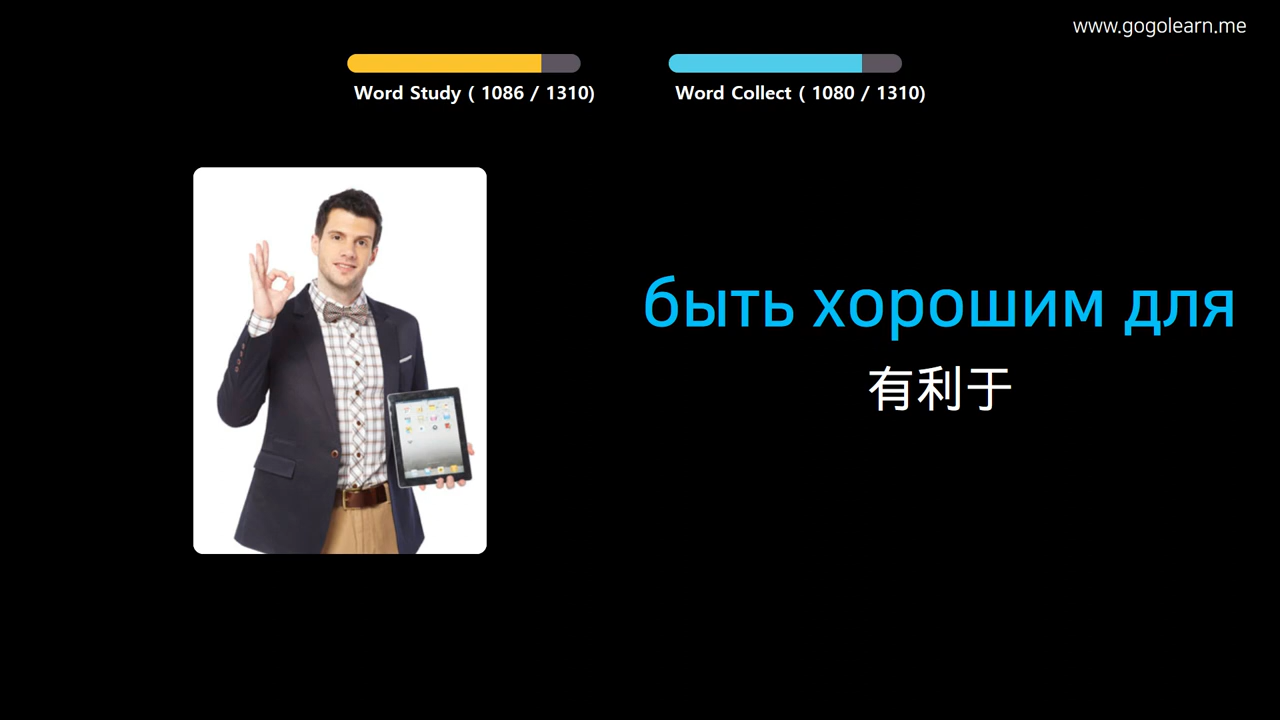 www.gogolearn.me
Word Study ( 1086 / 1310)
Word Collect ( 1080 / 1310)
быть хорошим для
有利于